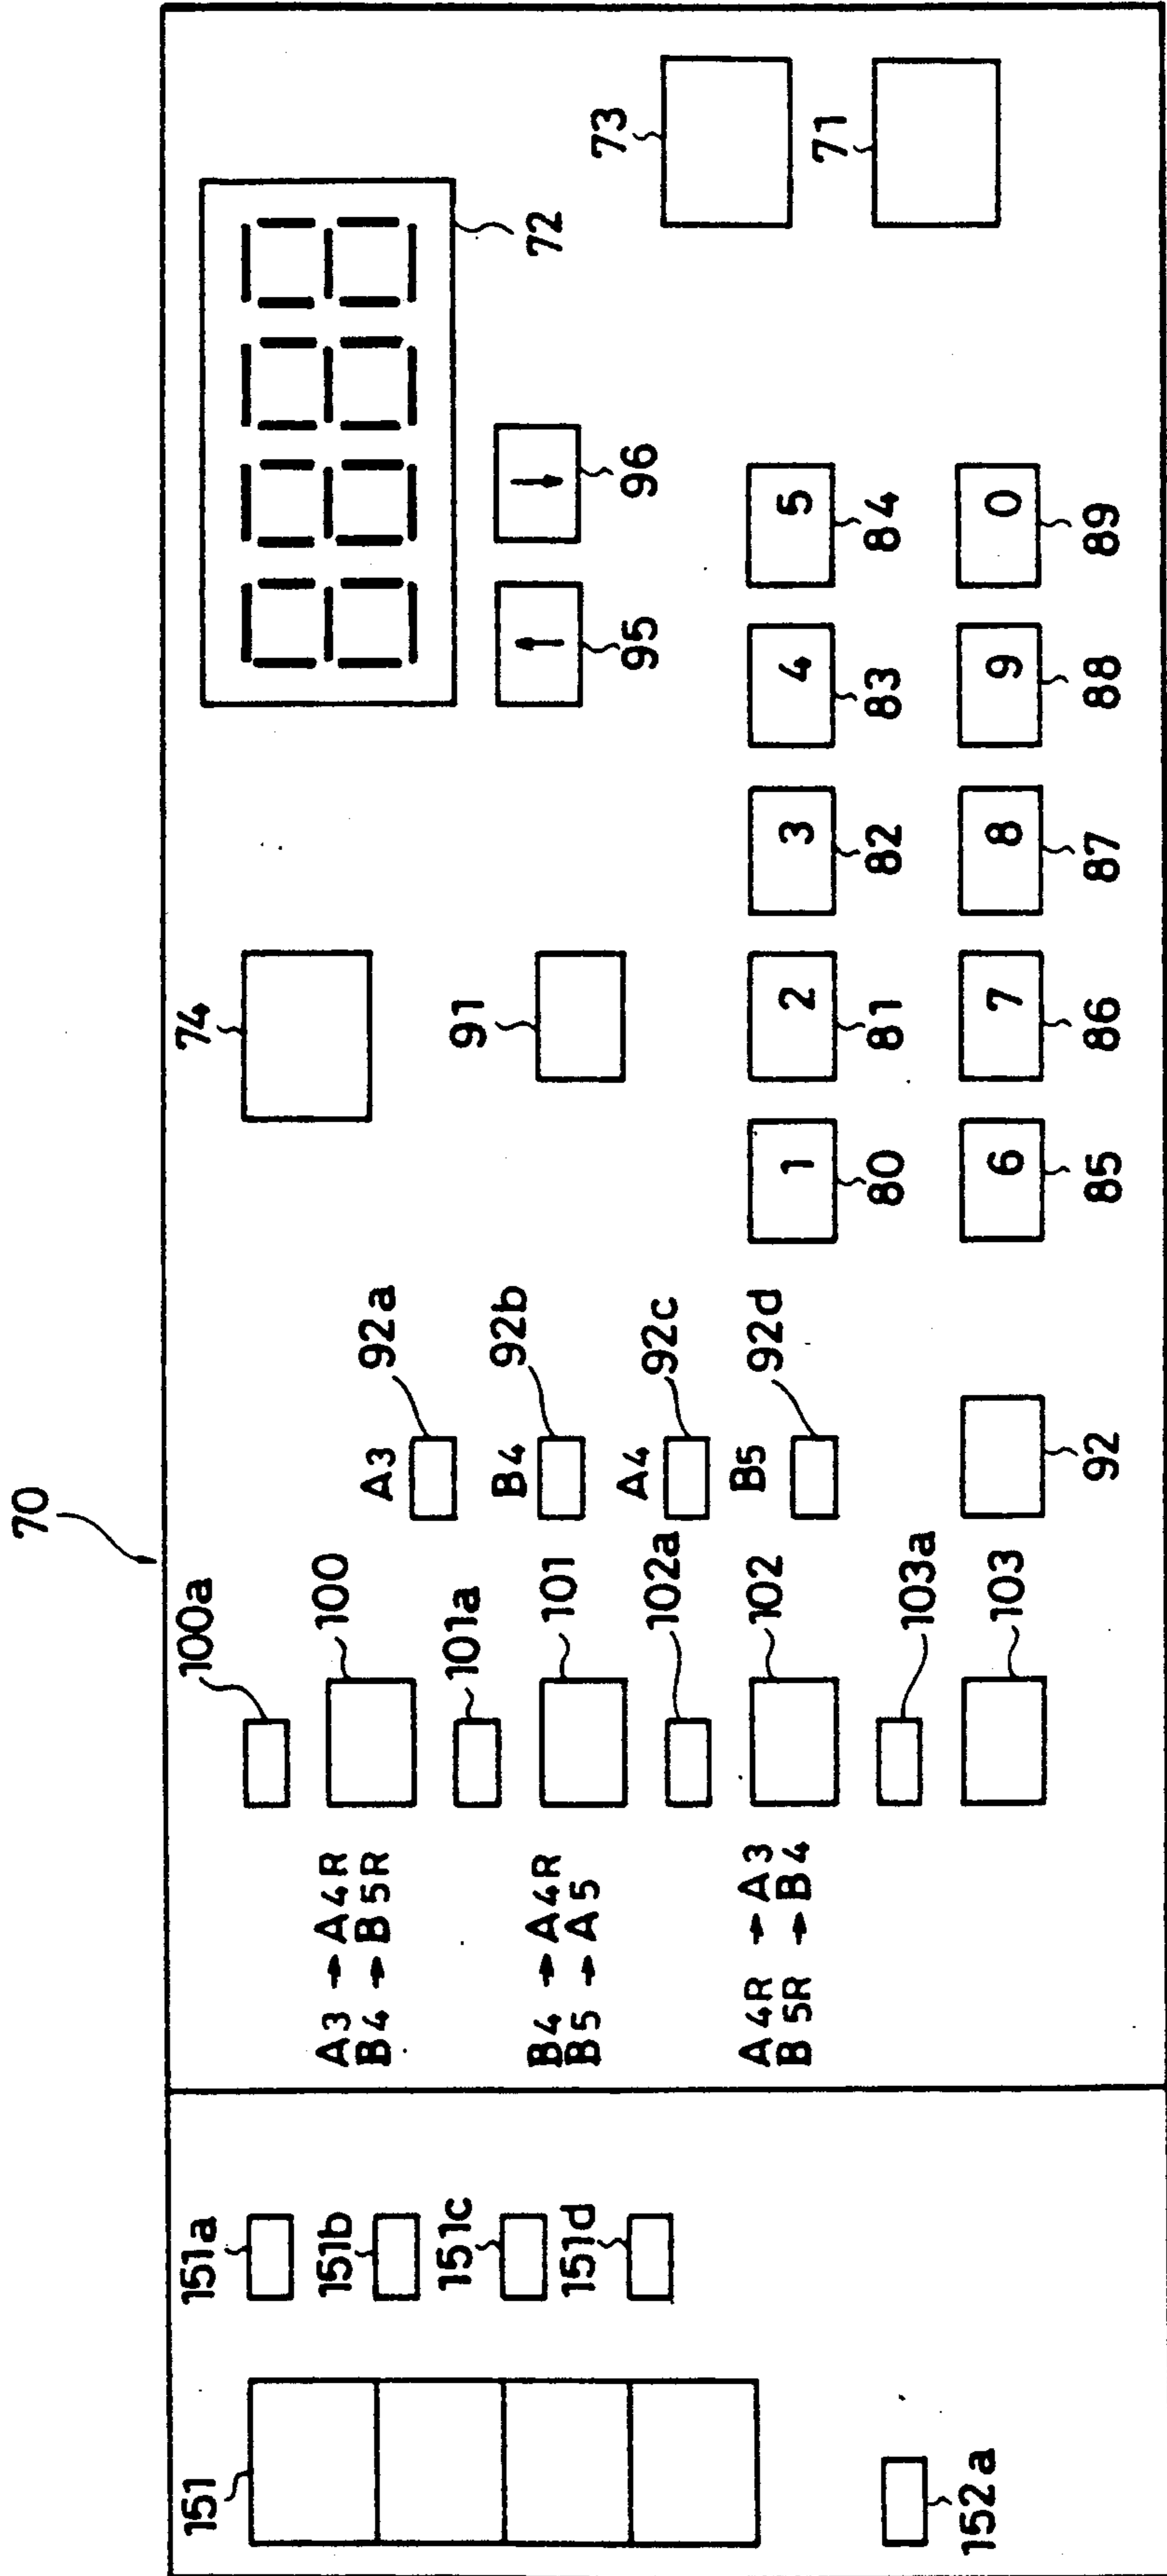 70
151 151a 100a 74
151b A3 → A4R 100
B4 → B5R A3 92a
151c 101a 91
B4 → A4R 101 B4 92b 72
B5 → A5
151d 102a A4 92c ↑ ↓
95 96 73
A4R → A3 102 B5 92d
B5R → B4
1 2 3 4 5 71
80 81 82 83 84
103a
152a 103 6 7 8 9 0
92 85 86 87 88 89
8888